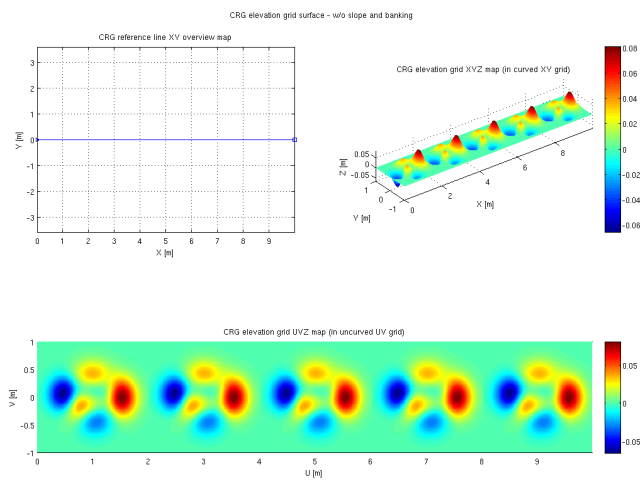 CRG elevation grid surface - w/o slope and banking
CRG reference line XY overview map
Y [m]
3
2
1
0
-1
-2
-3
0 1 2 3 4 5 6 7 8 9
X [m]
CRG elevation grid XYZ map (in curved XY grid)
Z [m]
0.05
0
-0.05
1
0
-1
Y [m]
0 2 4 6 8
X [m]
0.08
0.06
0.04
0.02
0
-0.02
-0.04
-0.06
CRG elevation grid UVZ map (in uncurved UV grid)
V [m]
1
0.5
0
-0.5
-1
0 1 2 3 4 5 6 7 8 9
U [m]
0.05
0
-0.05